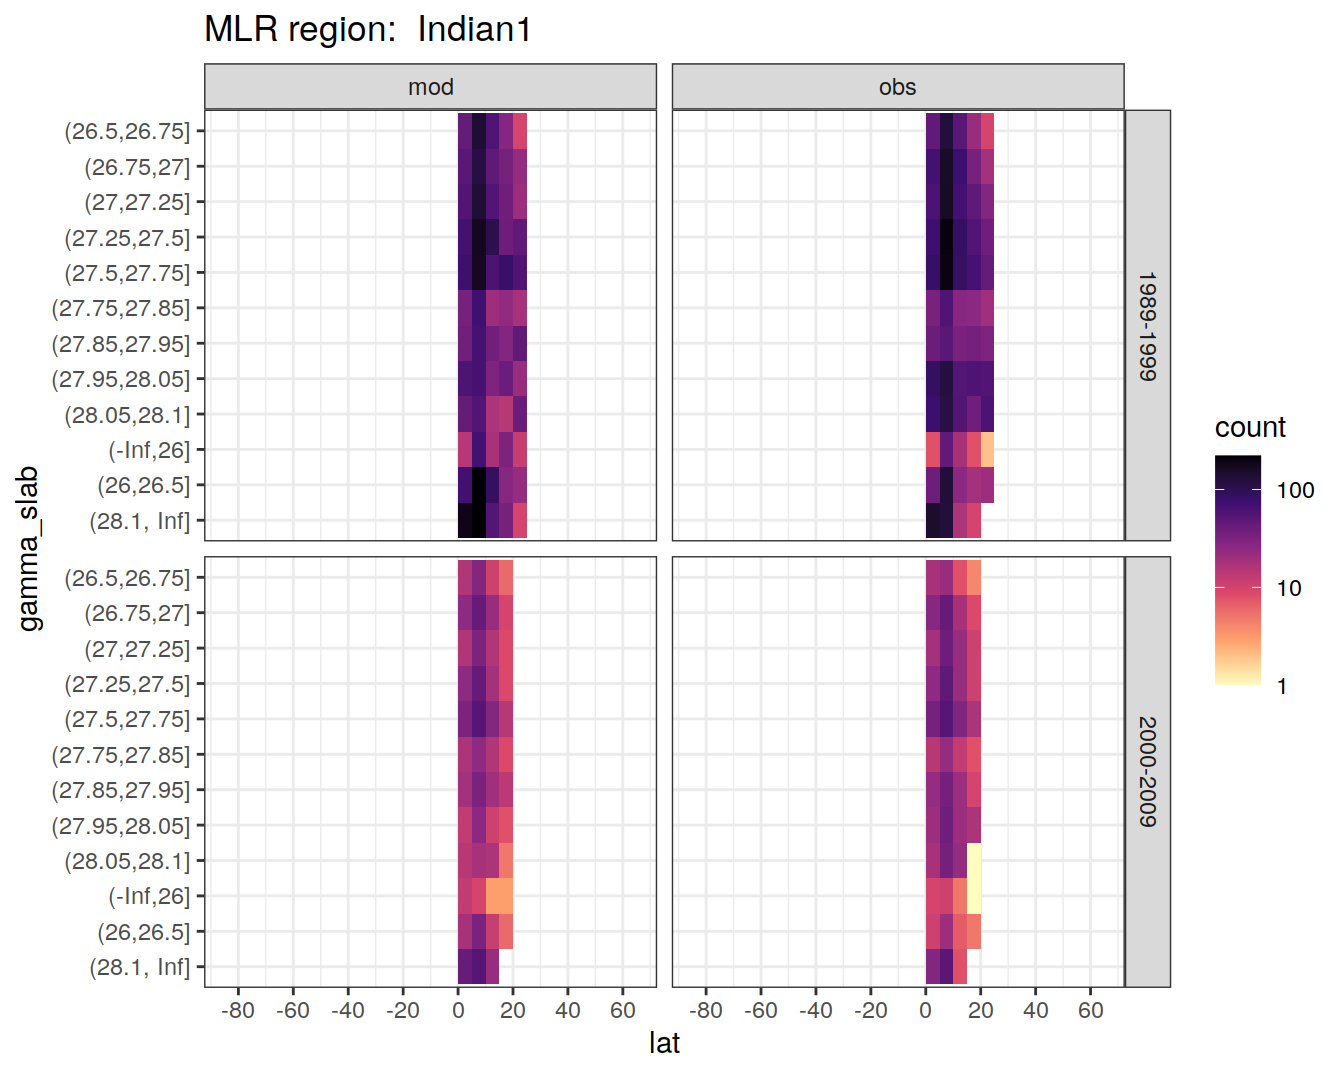 MLR region:  Indian1
mod
obs
(26.5,26.75]
(26.75,27]
(27,27.25]
(27.25,27.5]
(27.5,27.75]
(27.75,27.85]
(27.85,27.95]
(27.95,28.05]
(28.05,28.1]
(-Inf,26]
(26,26.5]
(28.1, Inf]
1989-1999
(26.5,26.75]
(26.75,27]
(27,27.25]
(27.25,27.5]
(27.5,27.75]
(27.75,27.85]
(27.85,27.95]
(27.95,28.05]
(28.05,28.1]
(-Inf,26]
(26,26.5]
(28.1, Inf]
2000-2009
gamma_slab
-80 -60 -40 -20 0 20 40 60
-80 -60 -40 -20 0 20 40 60
lat
count
100
10
1